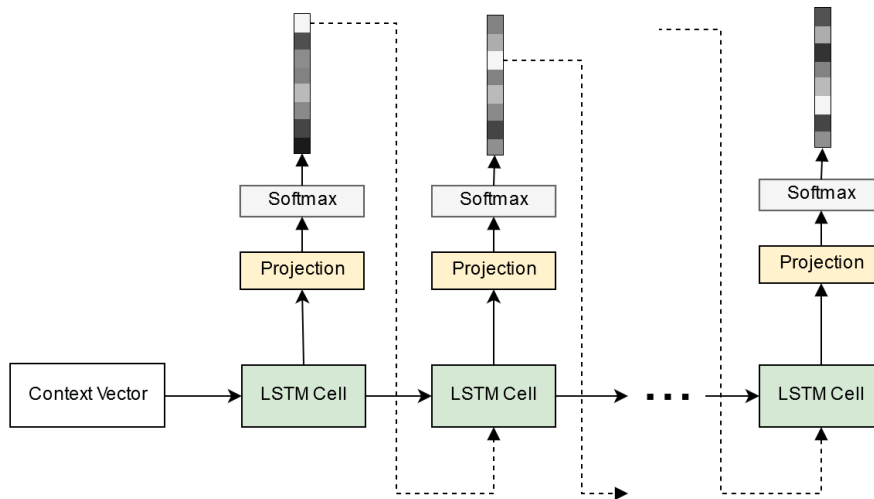 Softmax
Softmax
Softmax
Projection
Projection
Projection
Context Vector
LSTM Cell
LSTM Cell
...
LSTM Cell